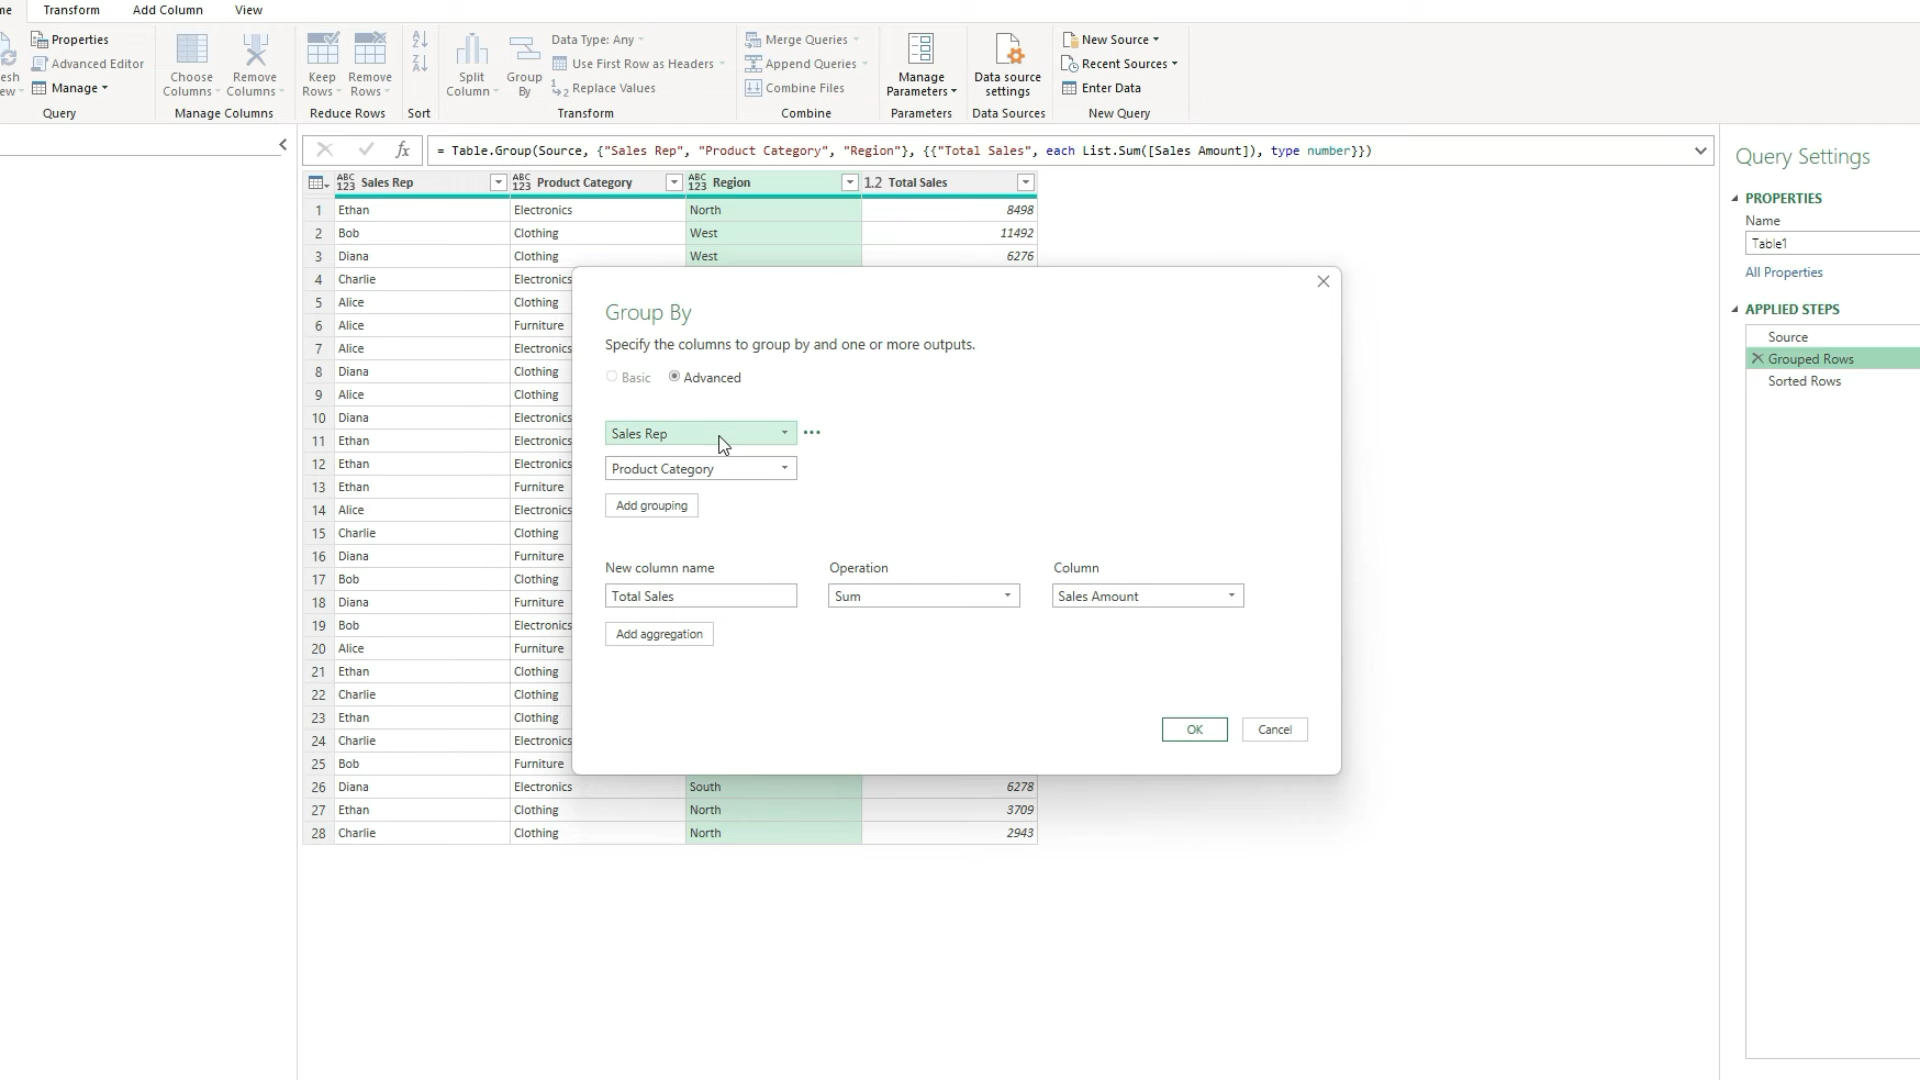 me
Transform
Add Column
View
esh
ew
Properties
Advanced Editor
Manage
Query
Choose
Columns
Remove
Columns
Manage Columns
Keep
Rows
Remove
Rows
Reduce Rows
Sort
Split
Column
Group
By
Data Type: Any
Use First Row as Headers
Replace Values
Transform
Merge Queries
Append Queries
Combine Files
Combine
Manage
Parameters
Parameters
Data source
settings
Data Sources
New Source
Recent Sources
Enter Data
New Query
fx
= Table.Group(Source, {"Sales Rep", "Product Category", "Region"}, {{"Total Sales", each List.Sum([Sales Amount]), type number}})
ABC 123 Sales Rep ABC 123 Product Category ABC 123 Region 1.2 Total Sales
1 Ethan Electronics North 8498
2 Bob Clothing West 11492
3 Diana Clothing West 6276
4 Charlie Electronics
5 Alice Clothing
6 Alice Furniture
7 Alice Electronics
8 Diana Clothing
9 Alice Clothing
10 Diana Electronics
11 Ethan Electronics
12 Ethan Electronics
13 Ethan Furniture
14 Alice Electronics
15 Charlie Clothing
16 Diana Furniture
17 Bob Clothing
18 Diana Furniture
19 Bob Electronics
20 Alice Furniture
21 Ethan Clothing
22 Charlie Clothing
23 Ethan Clothing
24 Charlie Electronics
25 Bob Furniture
26 Diana Electronics South 6278
27 Ethan Clothing North 3709
28 Charlie Clothing North 2943
Group By
Specify the columns to group by and one or more outputs.
Basic Advanced
Sales Rep
Product Category
Add grouping
New column name Operation Column
Total Sales Sum Sales Amount
Add aggregation
OK Cancel
Query Settings
PROPERTIES
Name
Table1
All Properties
APPLIED STEPS
Source
Grouped Rows
Sorted Rows